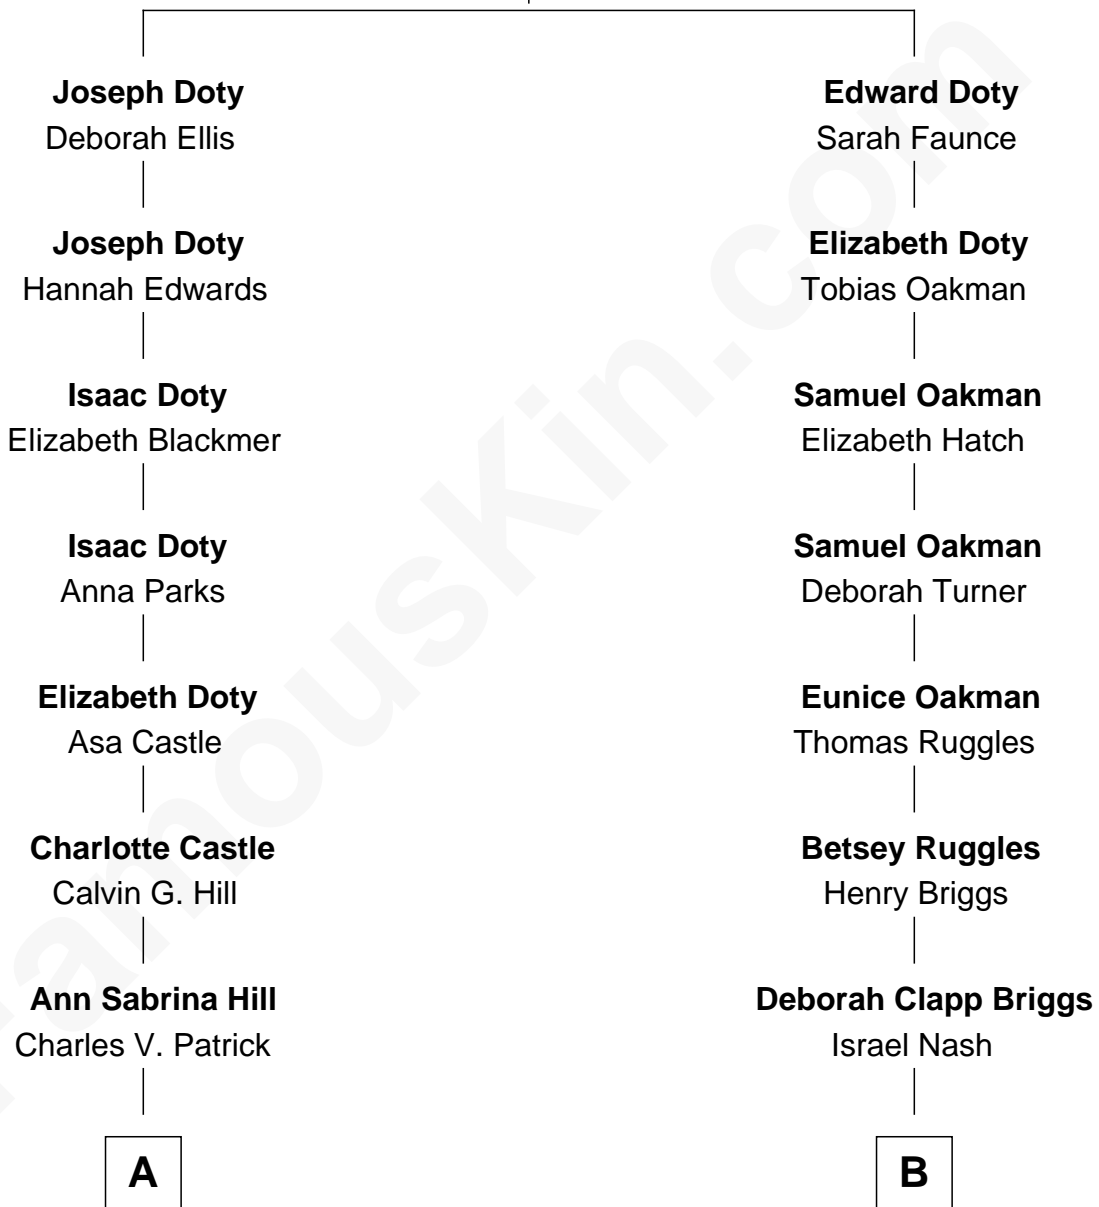 Joseph Doty
Deborah Ellis
Joseph Doty
Hannah Edwards
Isaac Doty
Elizabeth Blackmer
Isaac Doty
Anna Parks
Elizabeth Doty
Asa Castle
Charlotte Castle
Calvin G. Hill
Ann Sabrina Hill
Charles V. Patrick
A
Edward Doty
Sarah Faunce
Elizabeth Doty
Tobias Oakman
Samuel Oakman
Elizabeth Hatch
Samuel Oakman
Deborah Turner
Eunice Oakman
Thomas Ruggles
Betsey Ruggles
Henry Briggs
Deborah Clapp Briggs
Israel Nash
B
FamousKin.com